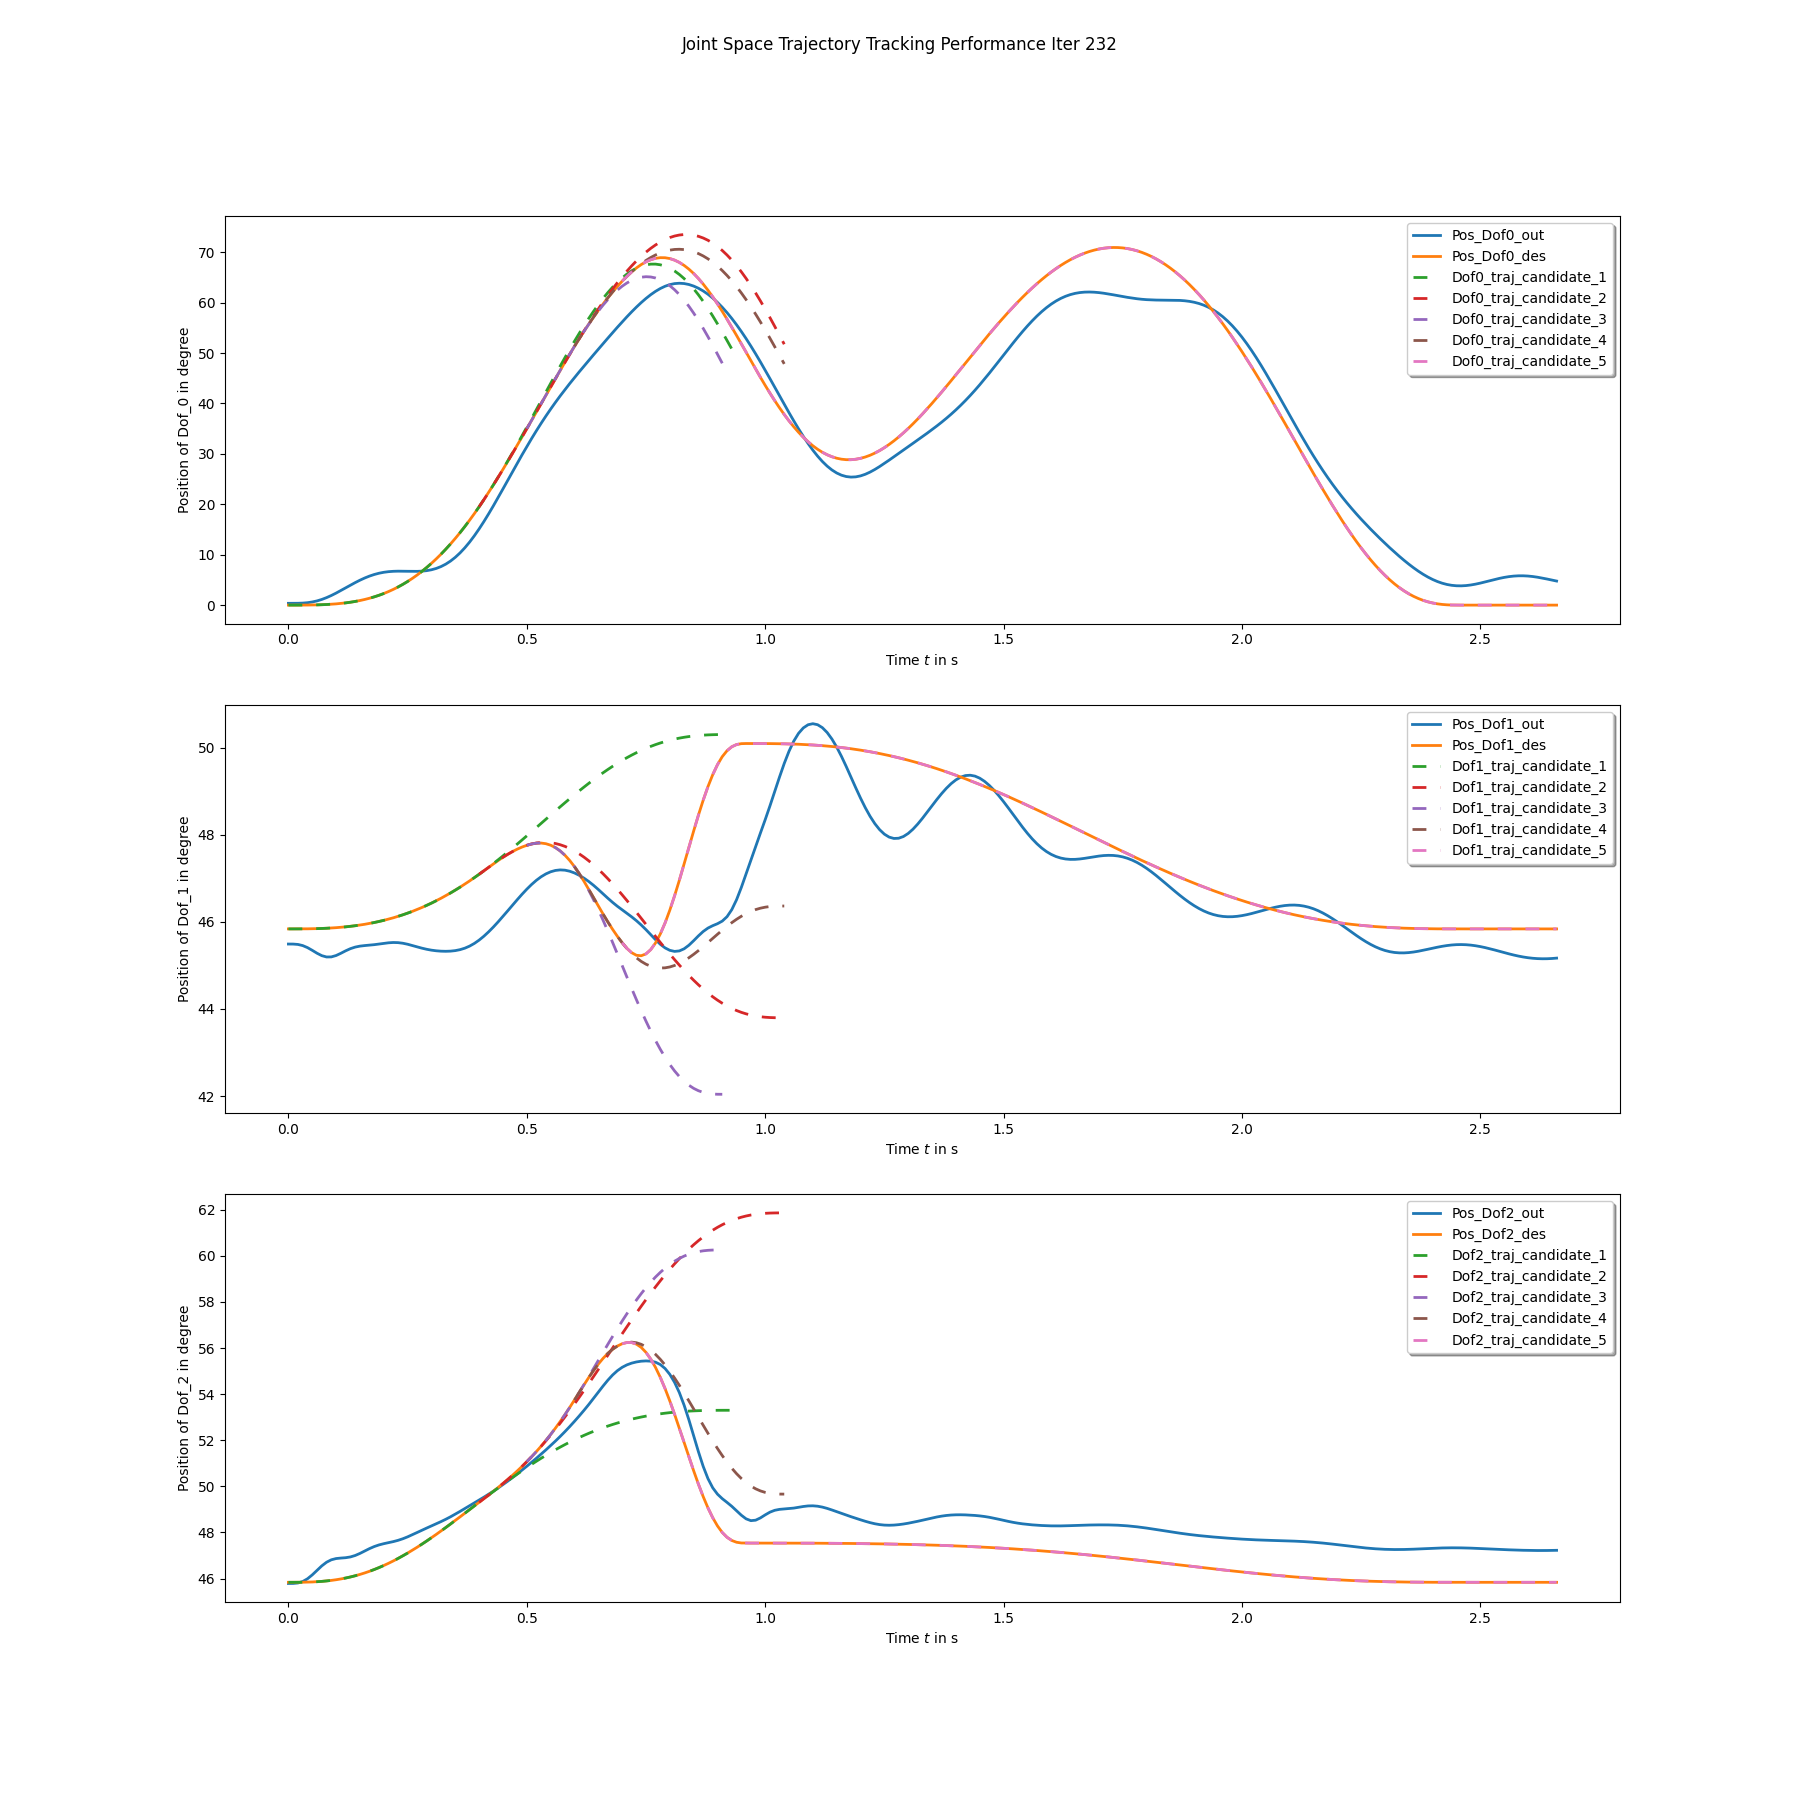 Joint Space Trajectory Tracking Performance Iter 232
Position of Dof_0 in degree
70
60
50
40
30
20
10
0
0.0 0.5 1.0 1.5 2.0 2.5
Time t in s
Pos_Dof0_out
Pos_Dof0_des
Dof0_traj_candidate_1
Dof0_traj_candidate_2
Dof0_traj_candidate_3
Dof0_traj_candidate_4
Dof0_traj_candidate_5
Position of Dof_1 in degree
50
48
46
44
42
0.0 0.5 1.0 1.5 2.0 2.5
Time t in s
Pos_Dof1_out
Pos_Dof1_des
Dof1_traj_candidate_1
Dof1_traj_candidate_2
Dof1_traj_candidate_3
Dof1_traj_candidate_4
Dof1_traj_candidate_5
Position of Dof_2 in degree
62
60
58
56
54
52
50
48
46
0.0 0.5 1.0 1.5 2.0 2.5
Time t in s
Pos_Dof2_out
Pos_Dof2_des
Dof2_traj_candidate_1
Dof2_traj_candidate_2
Dof2_traj_candidate_3
Dof2_traj_candidate_4
Dof2_traj_candidate_5